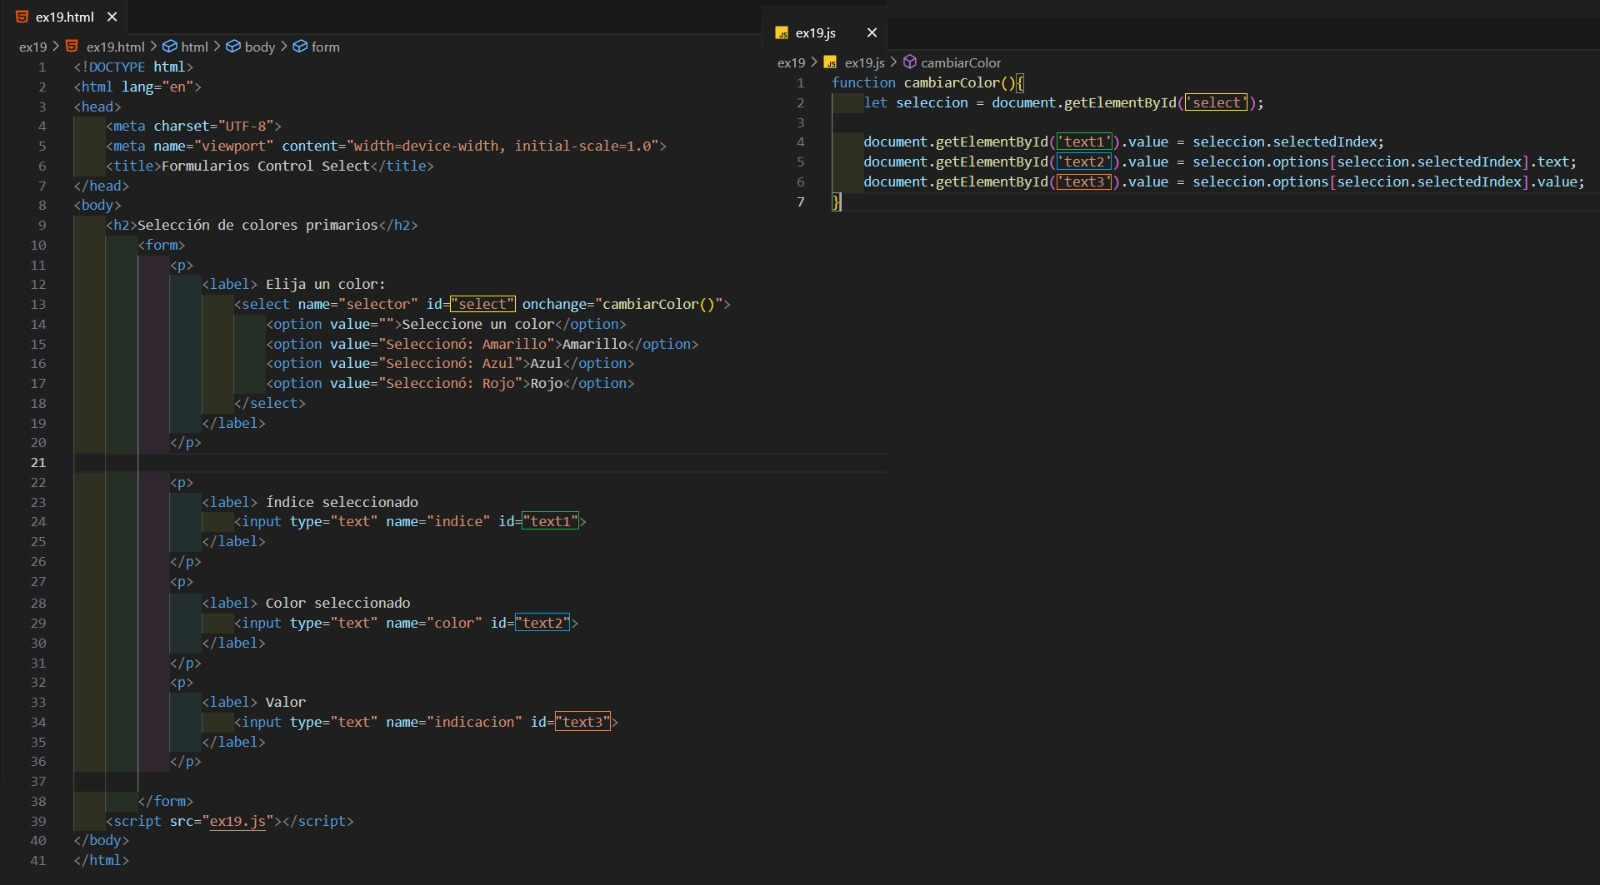 ex19.html
ex19 > ex19.html > html > body > form
1 <!DOCTYPE html>
2 <html lang="en">
3 <head>
4 <meta charset="UTF-8">
5 <meta name="viewport" content="width=device-width, initial-scale=1.0">
6 <title>Formularios Control Select</title>
7 </head>
8 <body>
9 <h2>Selección de colores primarios</h2>
10 <form>
11 <p>
12 <label> Elija un color:
13 <select name="selector" id="select" onchange="cambiarColor()">
14 <option value="">Seleccione un color</option>
15 <option value="Seleccionó: Amarillo">Amarillo</option>
16 <option value="Seleccionó: Azul">Azul</option>
17 <option value="Seleccionó: Rojo">Rojo</option>
18 </select>
19 </label>
20 </p>
21
22 <p>
23 <label> Índice seleccionado
24 <input type="text" name="indice" id="text1">
25 </label>
26 </p>
27 <p>
28 <label> Color seleccionado
29 <input type="text" name="color" id="text2">
30 </label>
31 </p>
32 <p>
33 <label> Valor
34 <input type="text" name="indicacion" id="text3">
35 </label>
36 </p>
37
38 </form>
39 <script src="ex19.js"></script>
40 </body>
41 </html>
JS ex19.js
ex19 > JS ex19.js > cambiarColor
1 function cambiarColor(){
2 let seleccion = document.getElementById('select');
3
4 document.getElementById('text1').value = seleccion.selectedIndex;
5 document.getElementById('text2').value = seleccion.options[seleccion.selectedIndex].text;
6 document.getElementById('text3').value = seleccion.options[seleccion.selectedIndex].value;
7 }